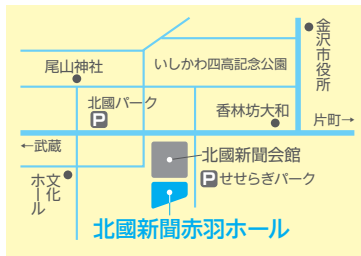 金沢市役所
尾山神社
いしかわ四高記念公園
北國パーク
P
香林坊大和
片町→
←武蔵
北國新聞会館
文化
ホール
Pせせらぎパーク
北國新聞赤羽ホール